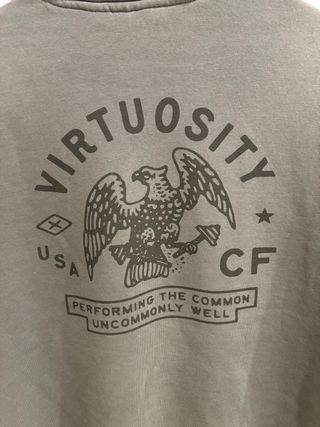 VIRTUOSITY
USA
CF
PERFORMING THE COMMON
UNCOMMONLY WELL